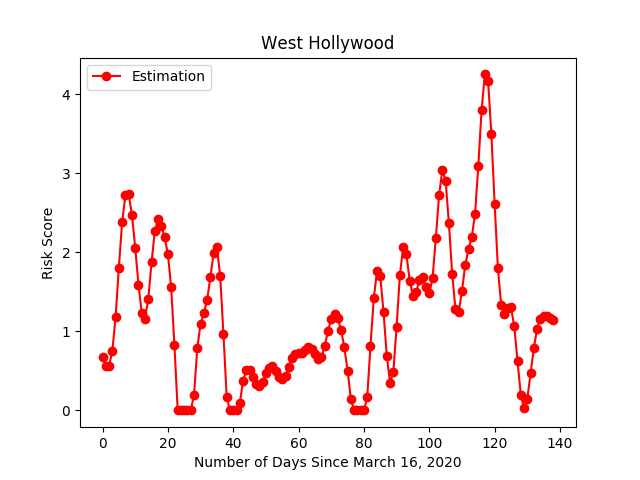 West Hollywood
Estimation
Risk Score
4
3
2
1
0
0 20 40 60 80 100 120 140
Number of Days Since March 16, 2020